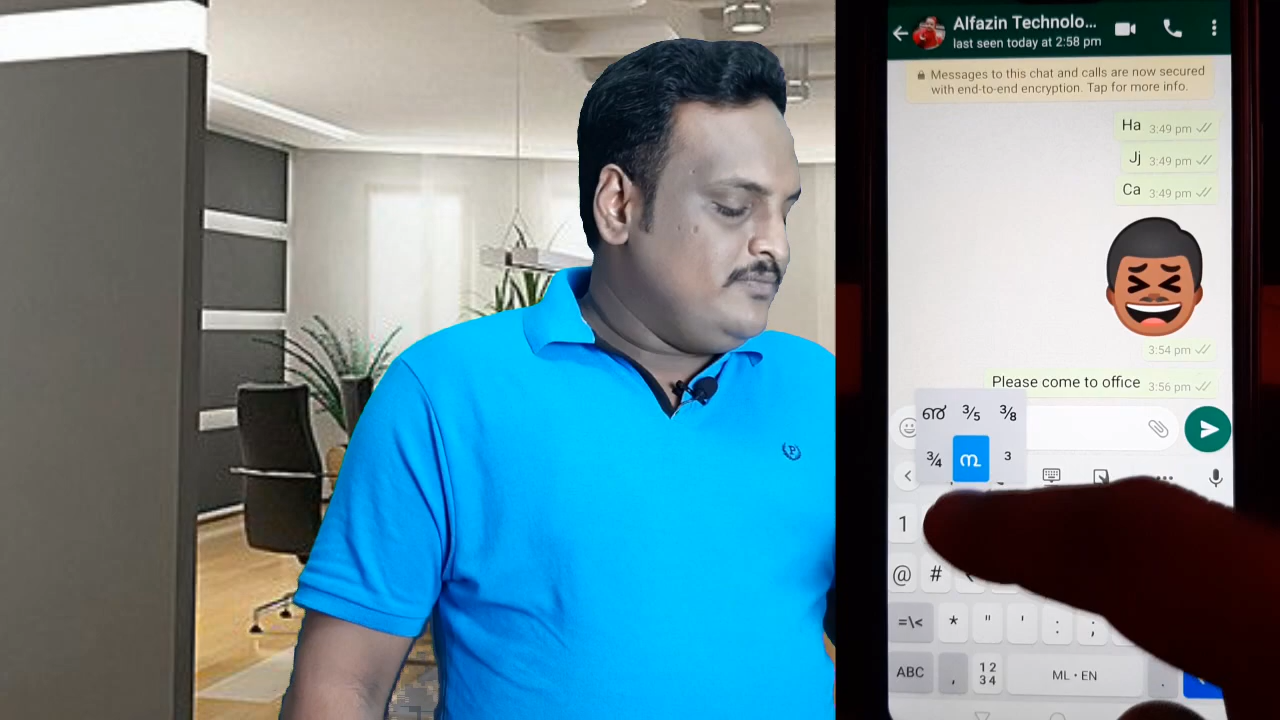 Alfazin Technolo...
last seen today at 2:58 pm
Messages to this chat and calls are now secured
with end-to-end encryption. Tap for more info.
Ha 3:49 pm
Jj 3:49 pm
Ca 3:49 pm
3:54 pm
Please come to office 3:56 pm
൫ ⅗ ⅜
¾ ൩ ³
1
@ #
=\< * " ' : ;
ABC , 12 34 ML • EN .